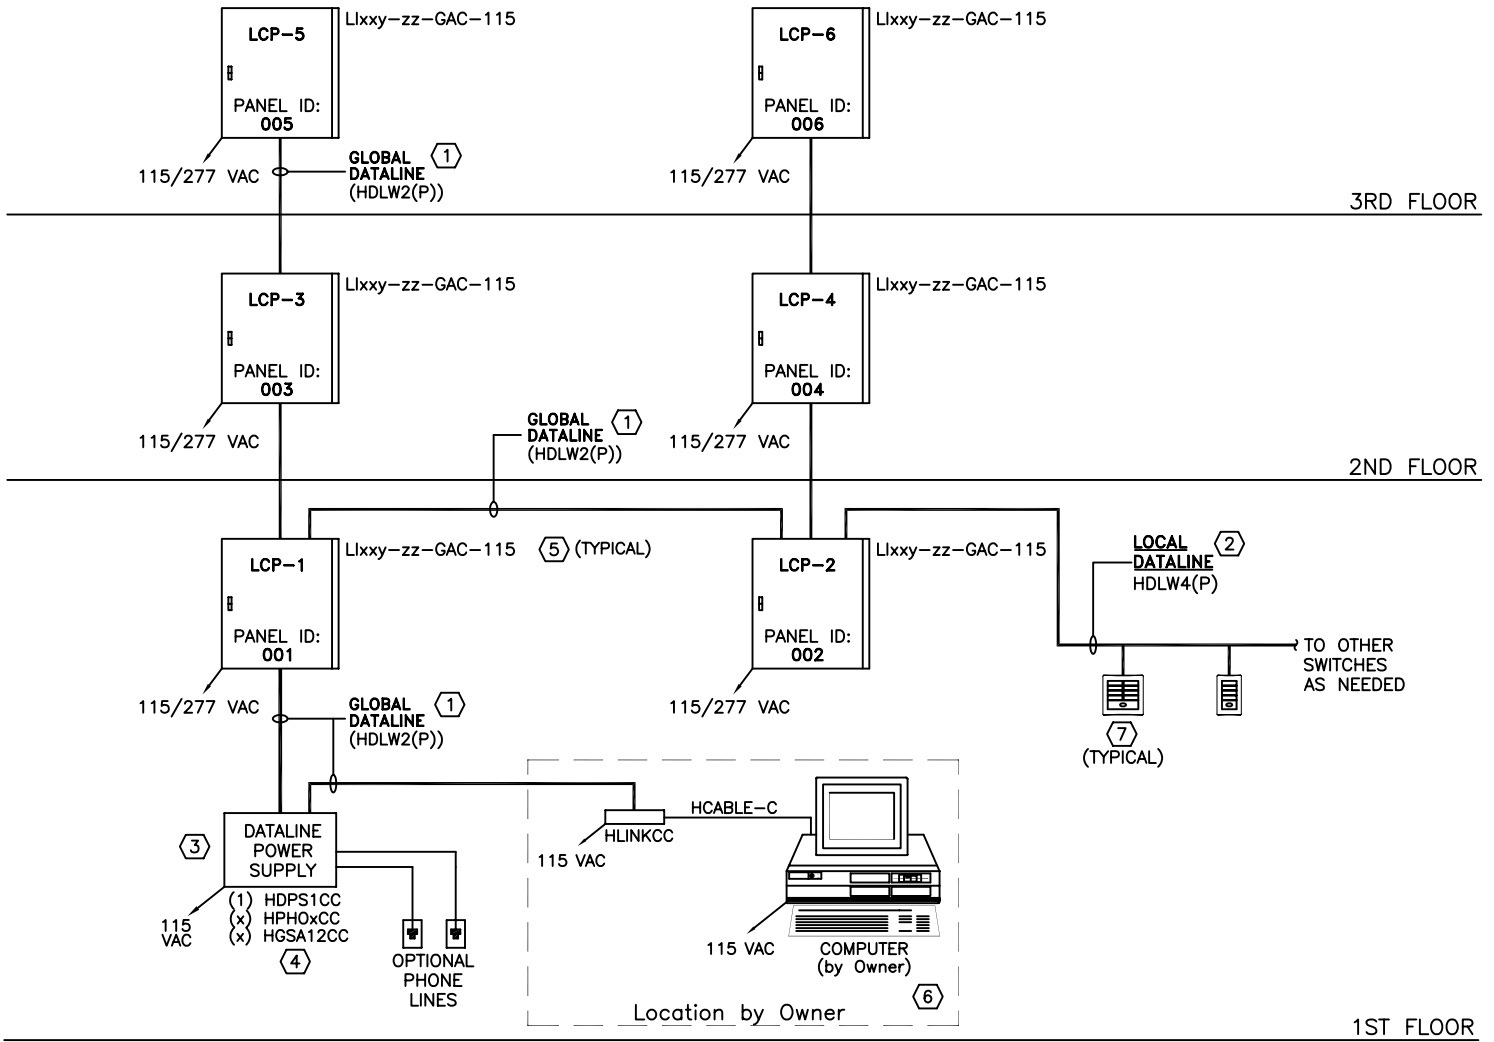 LCP-5
LIxxy-zz-GAC-115
PANEL ID:
005
115/277 VAC
GLOBAL
DATALINE
(HDLW2(P))
1
LCP-6
LIxxy-zz-GAC-115
PANEL ID:
006
115/277 VAC
3RD FLOOR
LCP-3
LIxxy-zz-GAC-115
PANEL ID:
003
115/277 VAC
GLOBAL
DATALINE
(HDLW2(P))
1
LCP-4
LIxxy-zz-GAC-115
PANEL ID:
004
115/277 VAC
2ND FLOOR
LCP-1
LIxxy-zz-GAC-115
5 (TYPICAL)
PANEL ID:
001
115/277 VAC
GLOBAL
DATALINE
(HDLW2(P))
1
LCP-2
LIxxy-zz-GAC-115
PANEL ID:
002
115/277 VAC
LOCAL
DATALINE
HDLW4(P)
2
TO OTHER
SWITCHES
AS NEEDED
7
(TYPICAL)
3
DATALINE
POWER
SUPPLY
115
VAC
(1) HDPS1CC
(x) HPHOxCC
(x) HGSA12CC
4
OPTIONAL
PHONE
LINES
HLINKCC
115 VAC
HCABLE-C
115 VAC
COMPUTER
(by Owner)
6
Location by Owner
1ST FLOOR